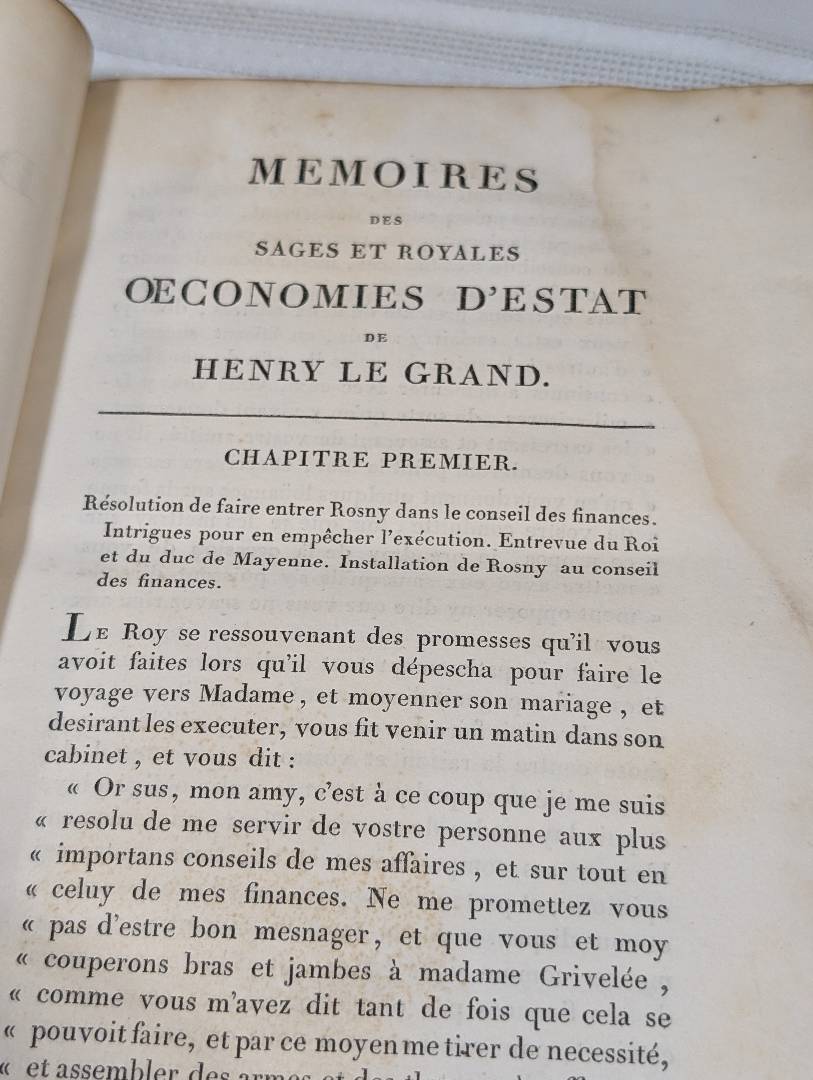 MEMOIRES
DES
SAGES ET ROYALES
OECONOMIES D'ESTAT
DE
HENRY LE GRAND.
CHAPITRE PREMIER.
Résolution de faire entrer Rosny dans le conseil des finances.
Intrigues pour en empêcher l'exécution. Entrevue du Roi
et du duc de Mayenne. Installation de Rosny au conseil
des finances.
LE Roy se ressouvenant des promesses qu'il vous
avoit faites lors qu'il vous dépescha pour faire le
voyage vers Madame, et moyenner son mariage, et
desirant les executer, vous fit venir un matin dans son
cabinet, et vous dit :
« Or sus, mon amy, c'est à ce coup que je me suis
« resolu de me servir de vostre personne aux plus
« importans conseils de mes affaires, et sur tout en
« celuy de mes finances. Ne me promettez vous
« pas d'estre bon mesnager, et que vous et moy
« couperons bras et jambes à madame Grivelée,
« comme vous m'avez dit tant de fois que cela se
« pouvoit faire, et par ce moyen me tirer de necessité,
« et assembler des armes et des